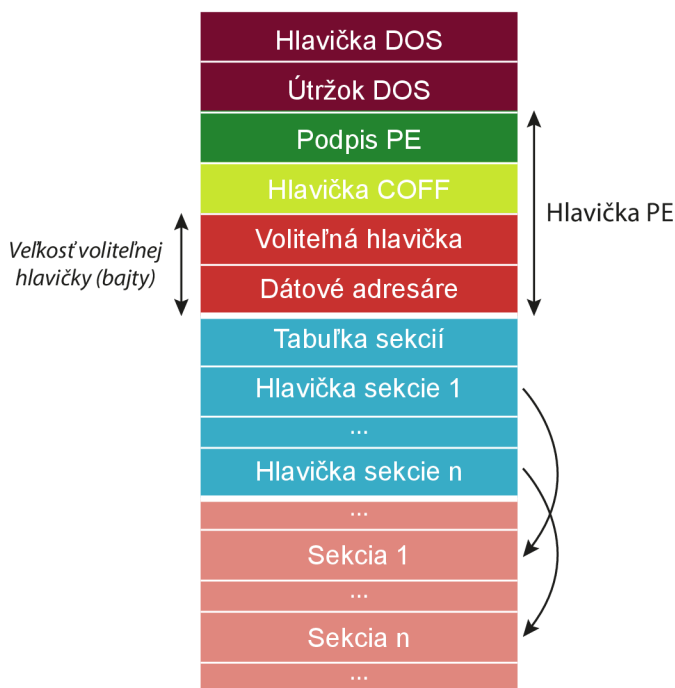 Hlavička DOS
Útržok DOS
Podpis PE
Hlavička COFF
Hlavička PE
Voliteľná hlavička
Veľkosť voliteľnej
hlavičky (bajty)
Dátové adresáre
Tabuľka sekcií
Hlavička sekcie 1
...
Hlavička sekcie n
...
Sekcia 1
...
Sekcia n
...